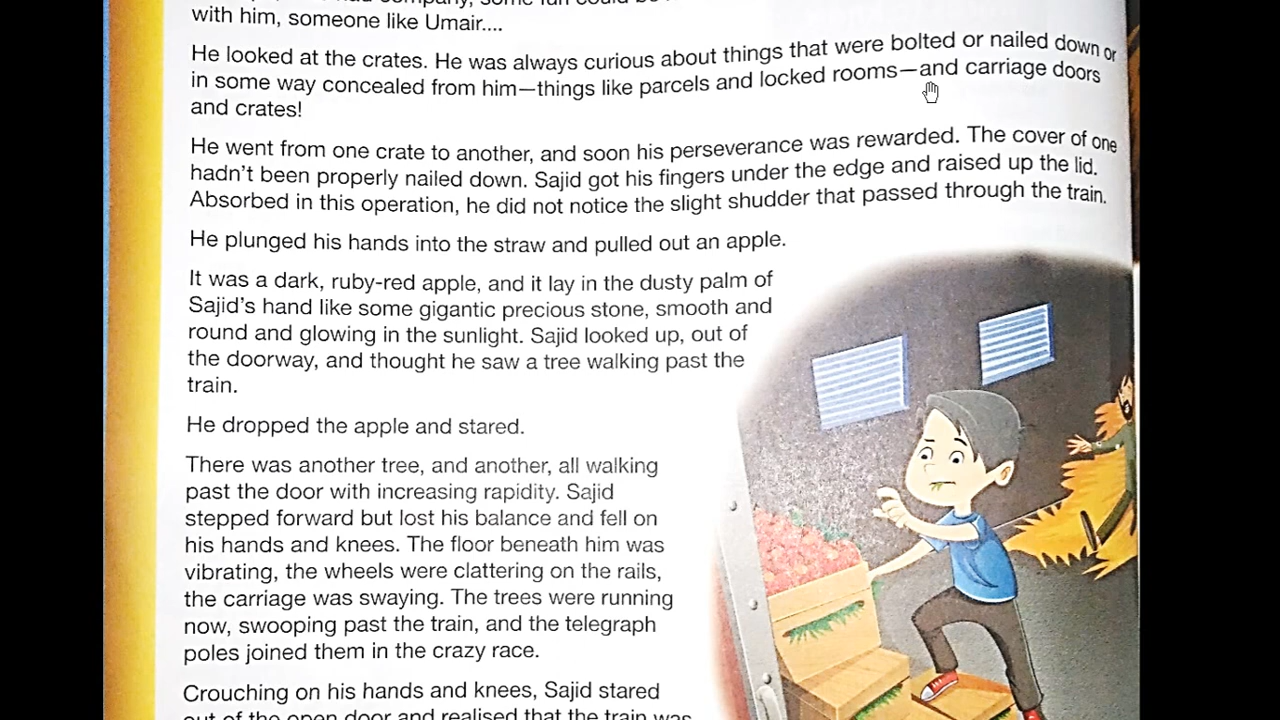 with him, someone like Umair....
He looked at the crates. He was always curious about things that were bolted or nailed down or
in some way concealed from him—things like parcels and locked rooms—and carriage doors
and crates!
He went from one crate to another, and soon his perseverance was rewarded. The cover of one
hadn't been properly nailed down. Sajid got his fingers under the edge and raised up the lid.
Absorbed in this operation, he did not notice the slight shudder that passed through the train.
He plunged his hands into the straw and pulled out an apple.
It was a dark, ruby-red apple, and it lay in the dusty palm of
Sajid's hand like some gigantic precious stone, smooth and
round and glowing in the sunlight. Sajid looked up, out of
the doorway, and thought he saw a tree walking past the
train.
He dropped the apple and stared.
There was another tree, and another, all walking
past the door with increasing rapidity. Sajid
stepped forward but lost his balance and fell on
his hands and knees. The floor beneath him was
vibrating, the wheels were clattering on the rails,
the carriage was swaying. The trees were running
now, swooping past the train, and the telegraph
poles joined them in the crazy race.
Crouching on his hands and knees, Sajid stared
out of the open door and realised that the train was